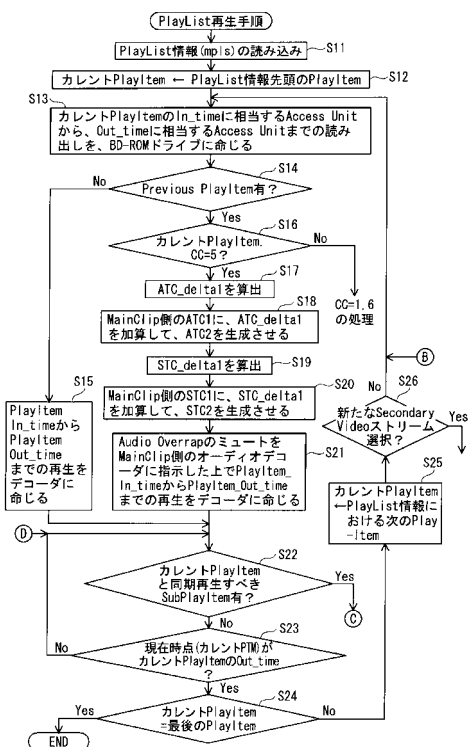 PlayList再生手順
PlayList情報(mpls)の読み込み
S11
カレントPlayItem ← PlayList情報先頭のPlayItem
S12
S13
カレントPlayItemのIn_timeに相当するAccess Unit
から、Out_timeに相当するAccess Unitまでの読み
出しを、BD-ROMドライブに命じる
S14
No
Previous PlayItem有?
Yes
S16
カレントPlayItem.
CC=5?
No
Yes
S17
ATC_delta1を算出
CC=1,6
の処理
S18
MainClip側のATC1に、ATC_delta1
を加算して、ATC2を生成させる
S19
STC_delta1を算出
B
S20
MainClip側のSTC1に、STC_delta1
を加算して、STC2を生成させる
No
S26
新たなSecondary
Videoストリーム
選択?
Yes
S15
PlayItem
In_timeから
PlayItem
Out_time
までの再生を
デコーダに
命じる
Audio Overrapのミュートを
MainClip側のオーディオデコ
ーダに指示した上でPlayItem_
In_timeからPlayItem_Out_time
までの再生をデコーダに命じる
S21
S25
カレントPlayItem
←PlayList情報に
おける次のPlay
-Item
D
S22
カレントPlayItem
と同期再生すべき
SubPlayItem有?
Yes
C
No
S23
No
現在時点(カレントPTM)が
カレントPlayItemのOut_time
?
Yes
S24
Yes
カレントPlayItem
=最後のPlayItem
No
END